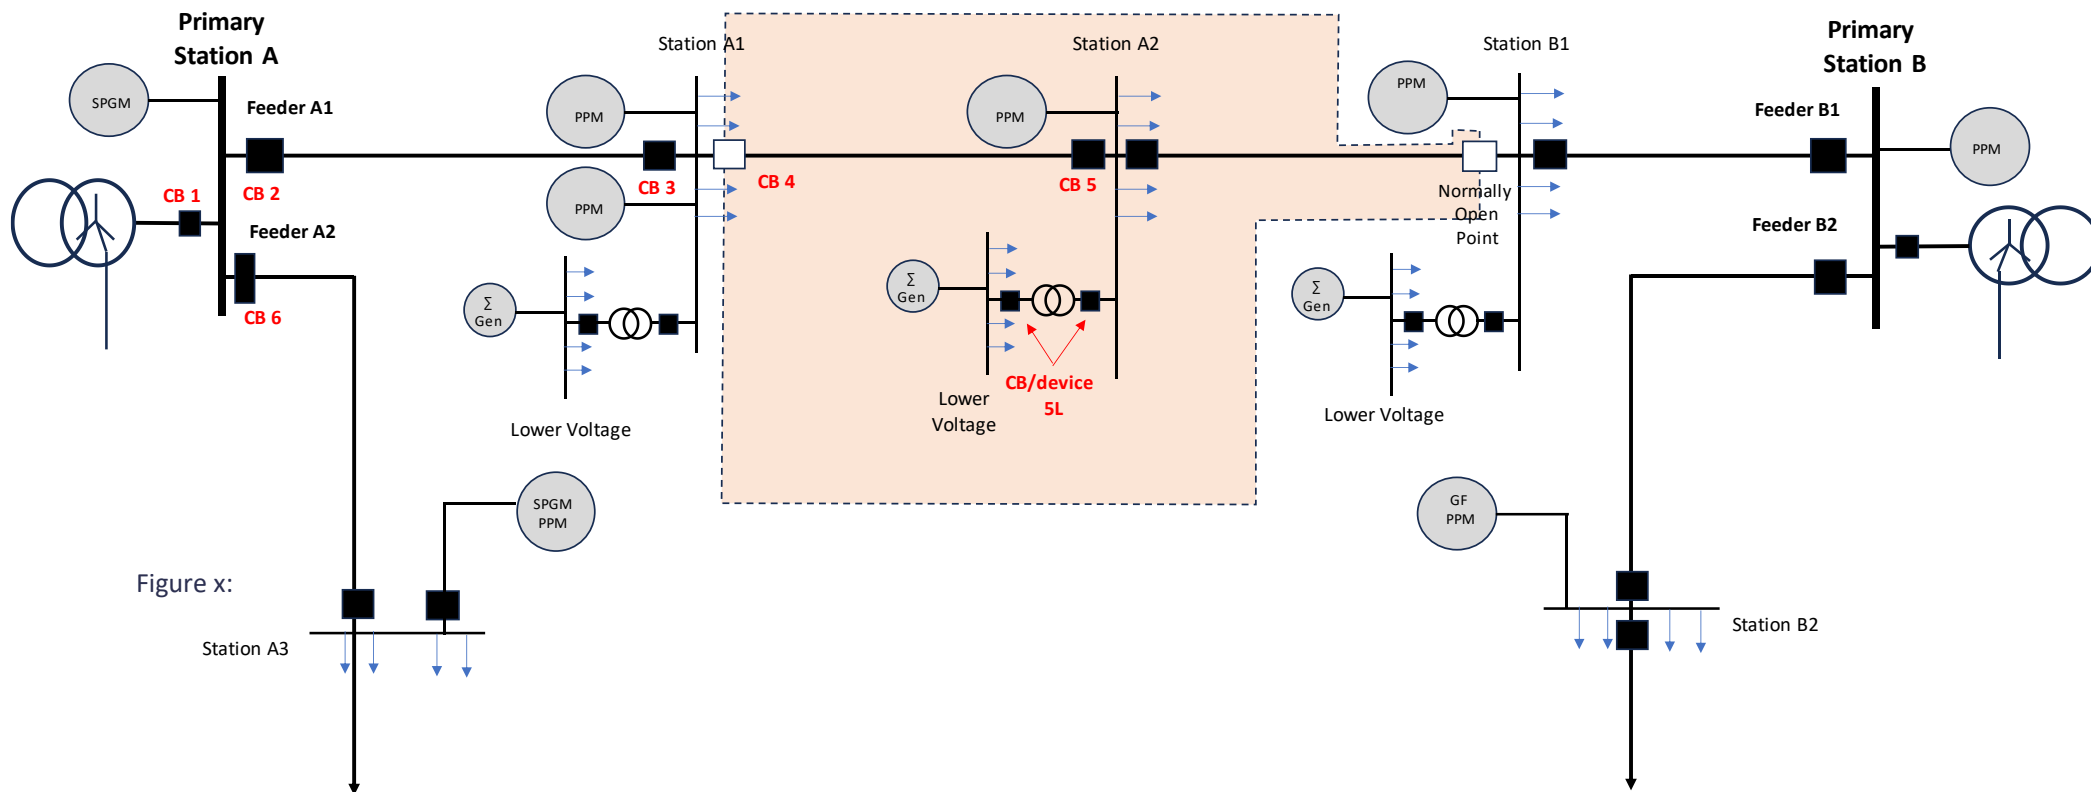 Primary
Station A
Station A1
Station A2
Station B1
Primary
Station B
SPGM
Feeder A1
PPM
PPM
PPM
Feeder B1
PPM
CB 1
CB 2
CB 3
CB 4
CB 5
PPM
Normally
Open
Point
Feeder A2
Feeder B2
CB 6
Σ
Gen
Σ
Gen
Σ
Gen
Lower Voltage
Lower
Voltage
CB/device
5L
Lower Voltage
SPGM
PPM
GF
PPM
Figure x:
Station A3
Station B2